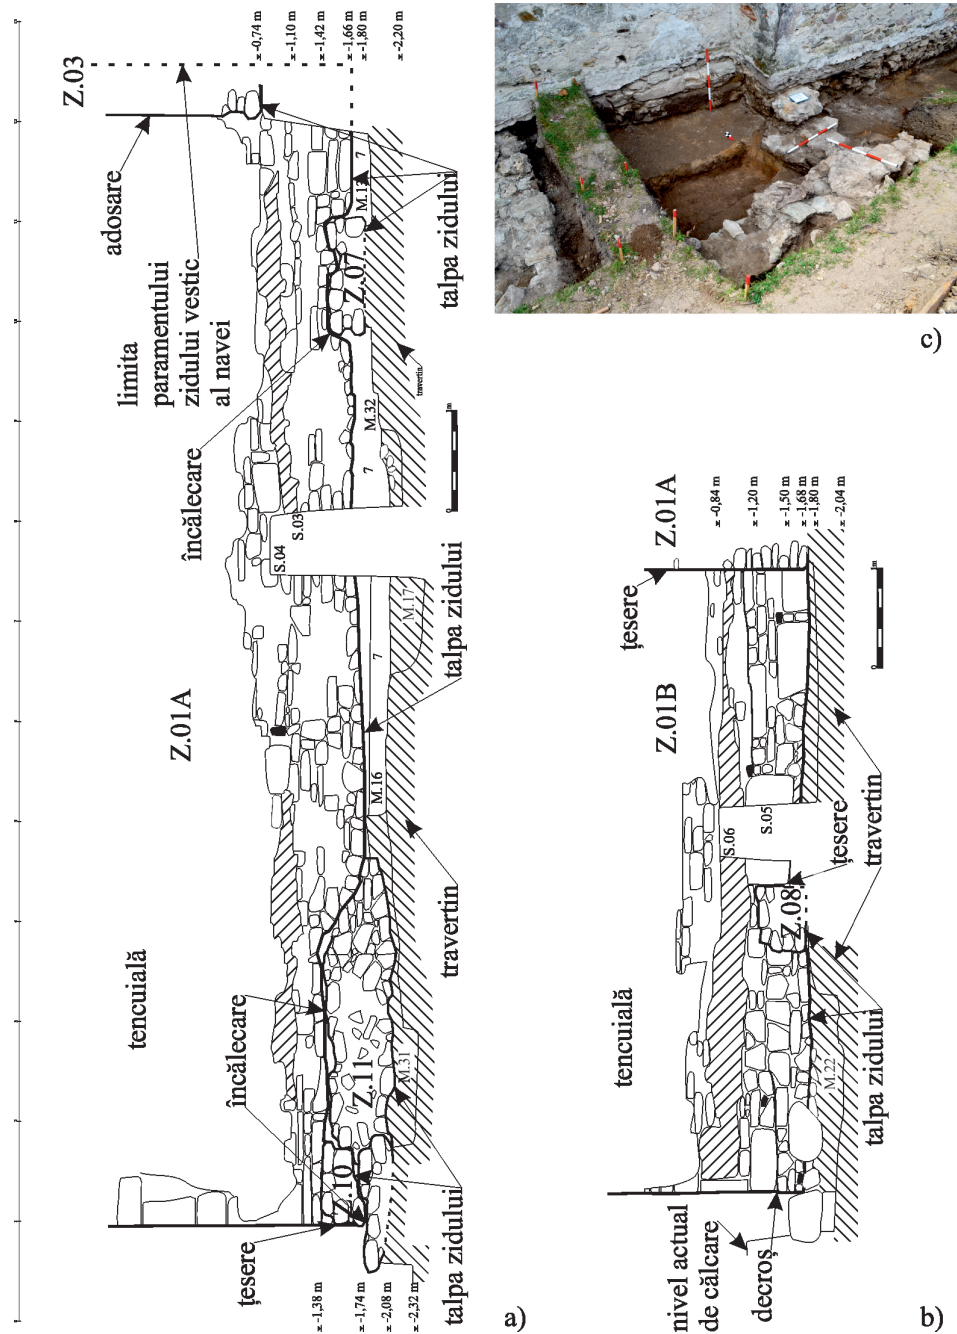 Z.03
≈ -0,74 m
≈ -1,10 m
≈ -1,42 m
≈ -1,66 m
≈ -1,80 m
≈ -2,20 m
adosare
limita
paramentului
zidului vestic
al navei
încălecare
talpa zidului
7
M.13
Z.07
travertin
M.32
7
1m
0
S.03
S.04
Z.01A
talpa zidului
M.17
7
M.16
travertin
tencuială
încălecare
Z.11
M.31
Z.10
țesere
talpa zidului
≈ -1,38 m
≈ -1,74 m
≈ -2,08 m
≈ -2,32 m
a)
c)
Z.01A
≈ -0,84 m
≈ -1,20 m
≈ -1,50 m
≈ -1,68 m
≈ -1,80 m
≈ -2,04 m
țesere
1m
0
Z.01B
S.05
S.06
țesere
travertin
Z.08
tencuială
M.22
talpa zidului
nivel actual
de călcare
decroș
b)